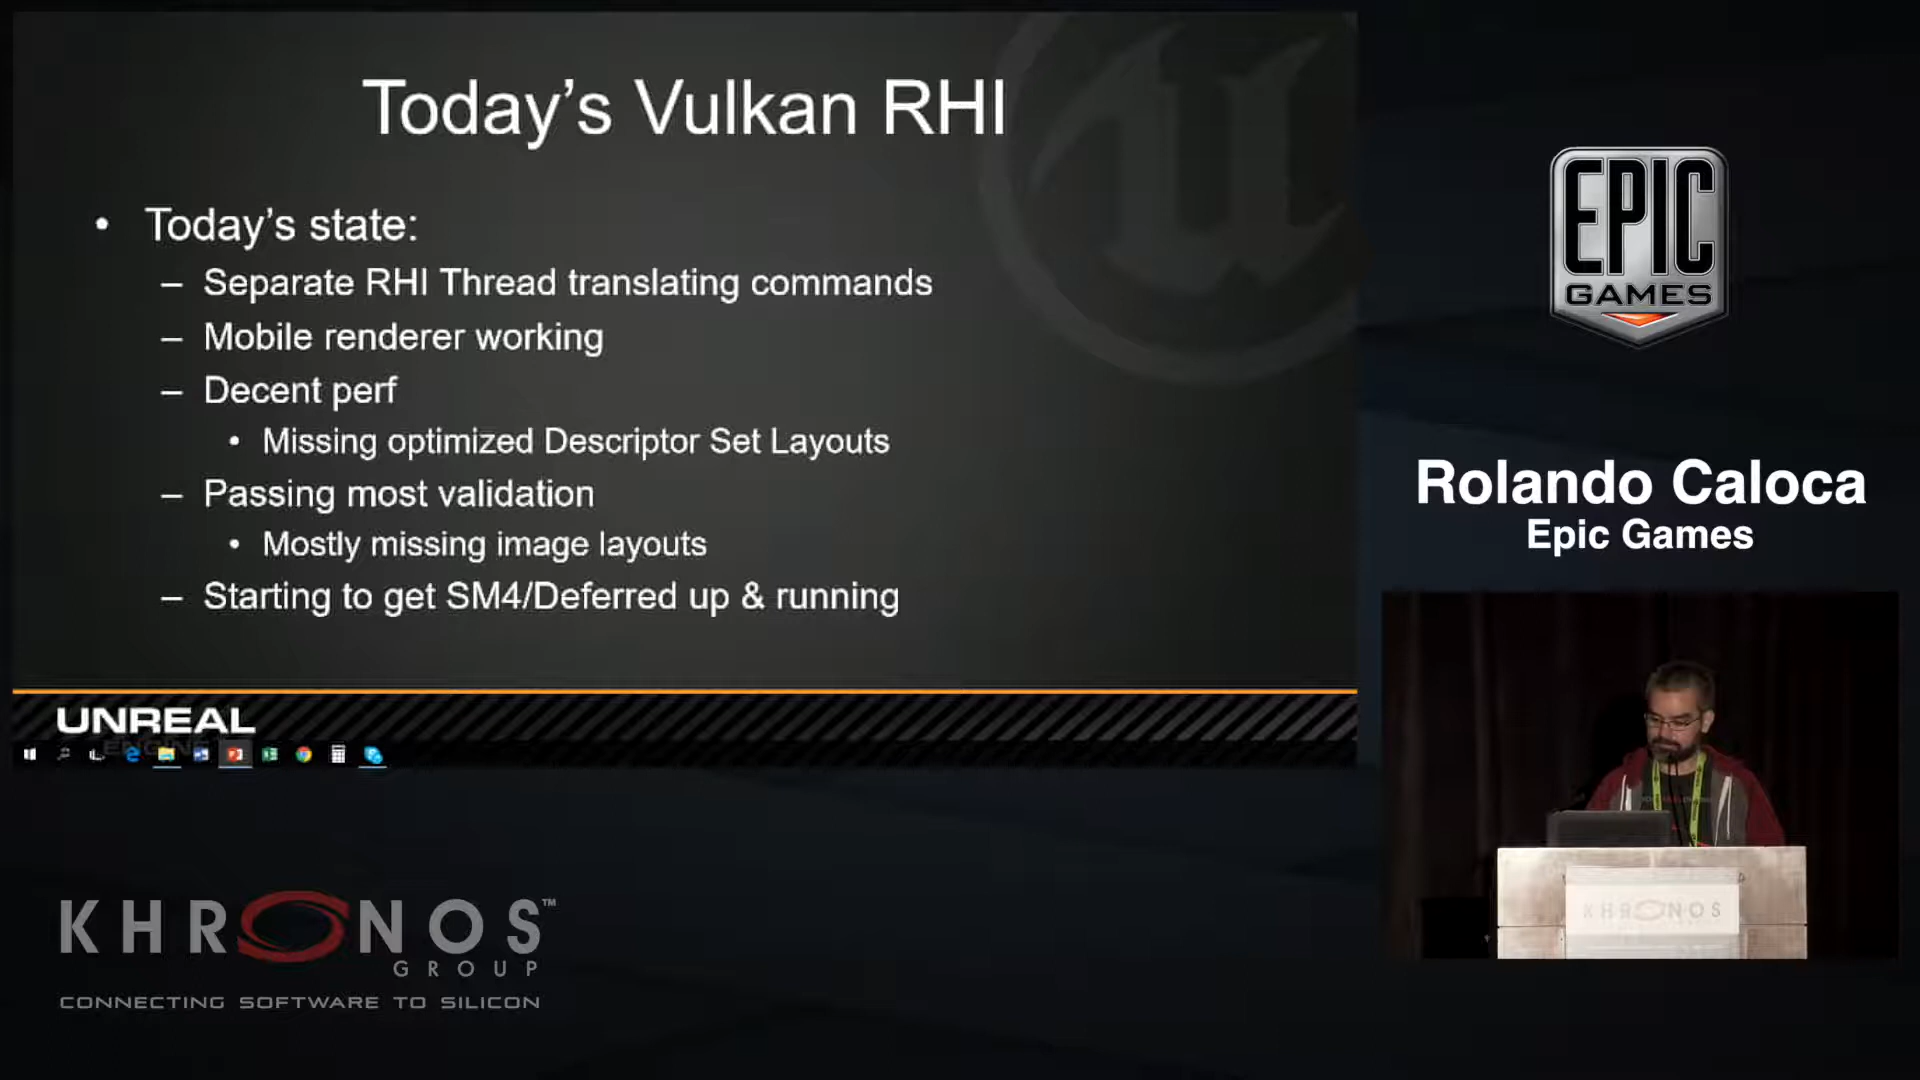 Today's Vulkan RHI
• Today's state:
– Separate RHI Thread translating commands
– Mobile renderer working
– Decent perf
• Missing optimized Descriptor Set Layouts
– Passing most validation
• Mostly missing image layouts
– Starting to get SM4/Deferred up & running
UNREAL
ENGINE
EPIC
GAMES
Rolando Caloca
Epic Games
KHRONOS
KHRONOS™
GROUP
CONNECTING SOFTWARE TO SILICON